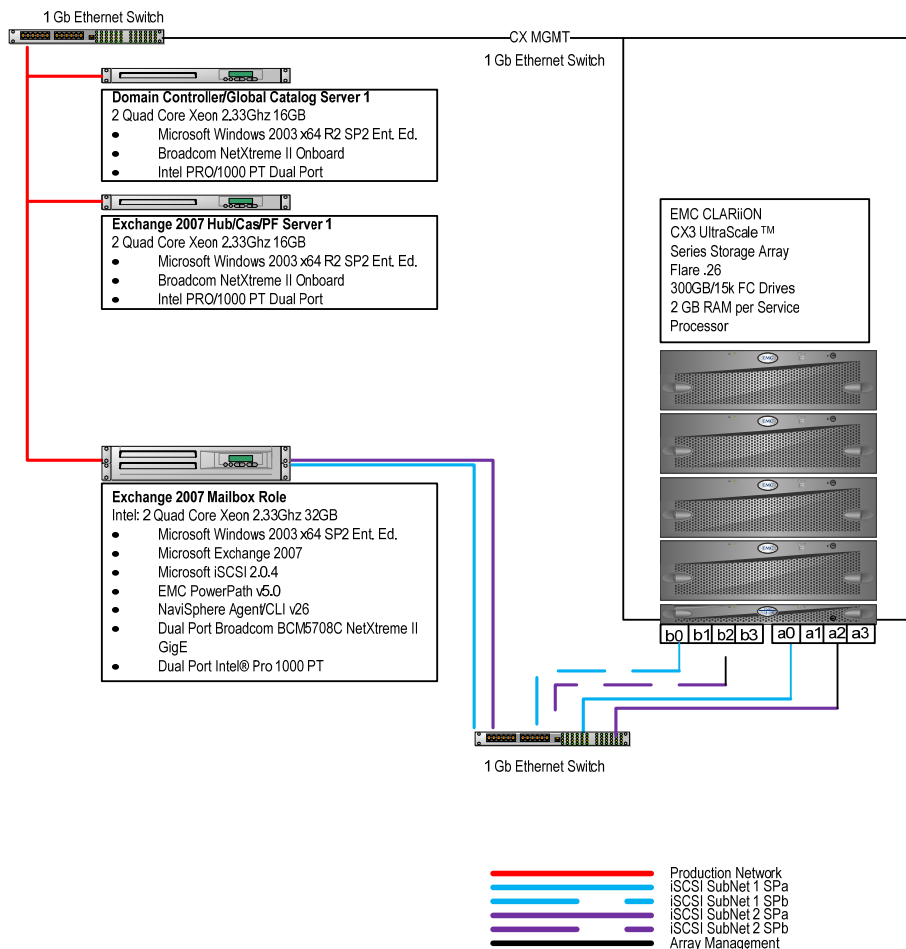 1 Gb Ethernet Switch
CX MGMT
1 Gb Ethernet Switch
Domain Controller/Global Catalog Server 1
2 Quad Core Xeon 2.33Ghz 16GB
• Microsoft Windows 2003 x64 R2 SP2 Ent. Ed.
• Broadcom NetXtreme II Onboard
• Intel PRO/1000 PT Dual Port
Exchange 2007 Hub/Cas/PF Server 1
2 Quad Core Xeon 2.33Ghz 16GB
• Microsoft Windows 2003 x64 R2 SP2 Ent. Ed.
• Broadcom NetXtreme II Onboard
• Intel PRO/1000 PT Dual Port
EMC CLARiiON
CX3 UltraScale ™
Series Storage Array
Flare .26
300GB/15k FC Drives
2 GB RAM per Service
Processor
EMC
EMC
EMC
EMC
Exchange 2007 Mailbox Role
Intel: 2 Quad Core Xeon 2.33Ghz 32GB
• Microsoft Windows 2003 x64 SP2 Ent. Ed.
• Microsoft Exchange 2007
• Microsoft iSCSI 2.0.4
• EMC PowerPath v5.0
• NaviSphere Agent/CLI v26
• Dual Port Broadcom BCM5708C NetXtreme II
GigE
• Dual Port Intel® Pro 1000 PT
b0 b1 b2 b3 a0 a1 a2 a3
1 Gb Ethernet Switch
Production Network
iSCSI SubNet 1 SPa
iSCSI SubNet 1 SPb
iSCSI SubNet 2 SPa
iSCSI SubNet 2 SPb
Array Management